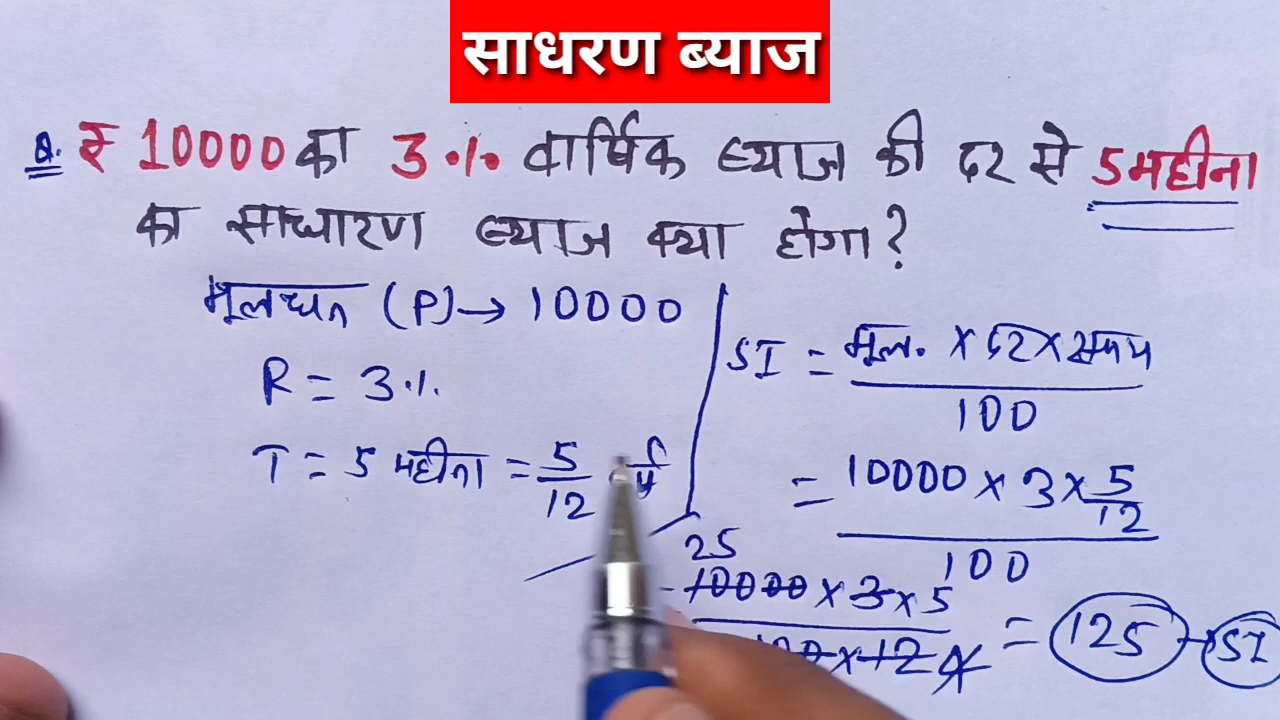 साधरण ब्याज
Q. ₹ 10000 का 3% वार्षिक ब्याज की दर से 5 महीना
का साधारण ब्याज क्या होगा?
मूलधन (P) → 10000
R = 3%
T = 5 महीना = 5/12 वर्ष
SI = मूल. × दर × समय
100
= 10000 × 3 × 5/12
100
25
10000 × 3 × 5
100 × 12 4
= 125 → SI